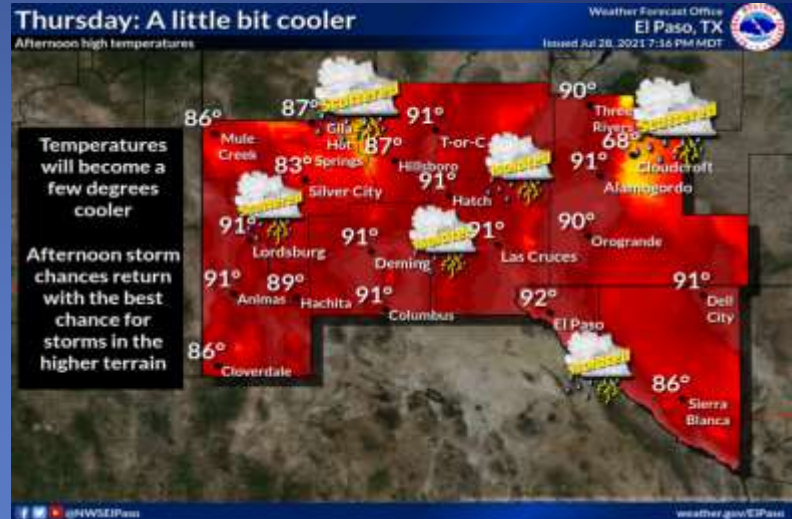 Thursday: A little bit cooler
Afternoon high temperatures
Weather Forecast Office
El Paso, TX
Issued Jul 28, 2021 7:16 PM MDT
Temperatures
will become a
few degrees
cooler
Afternoon storm
chances return
with the best
chance for
storms in the
higher terrain
86°
Mule
Creek
87°
Scattered
Gila
Hot
Springs
91°
T-or-C
87°
Hillsboro
90°
Three
Rivers
Scattered
68°
Cloudcroft
91°
Alamogordo
83°
Silver City
91°
Hatch
Isolated
Scattered
91°
Lordsburg
91°
Deming
Isolated
91°
Las Cruces
90°
Orogrande
91°
Animas
89°
Hachita
91°
Columbus
92°
El Paso
91°
Dell
City
Isolated
86°
Cloverdale
86°
Sierra
Blanca
@NWSElPaso
weather.gov/ElPaso